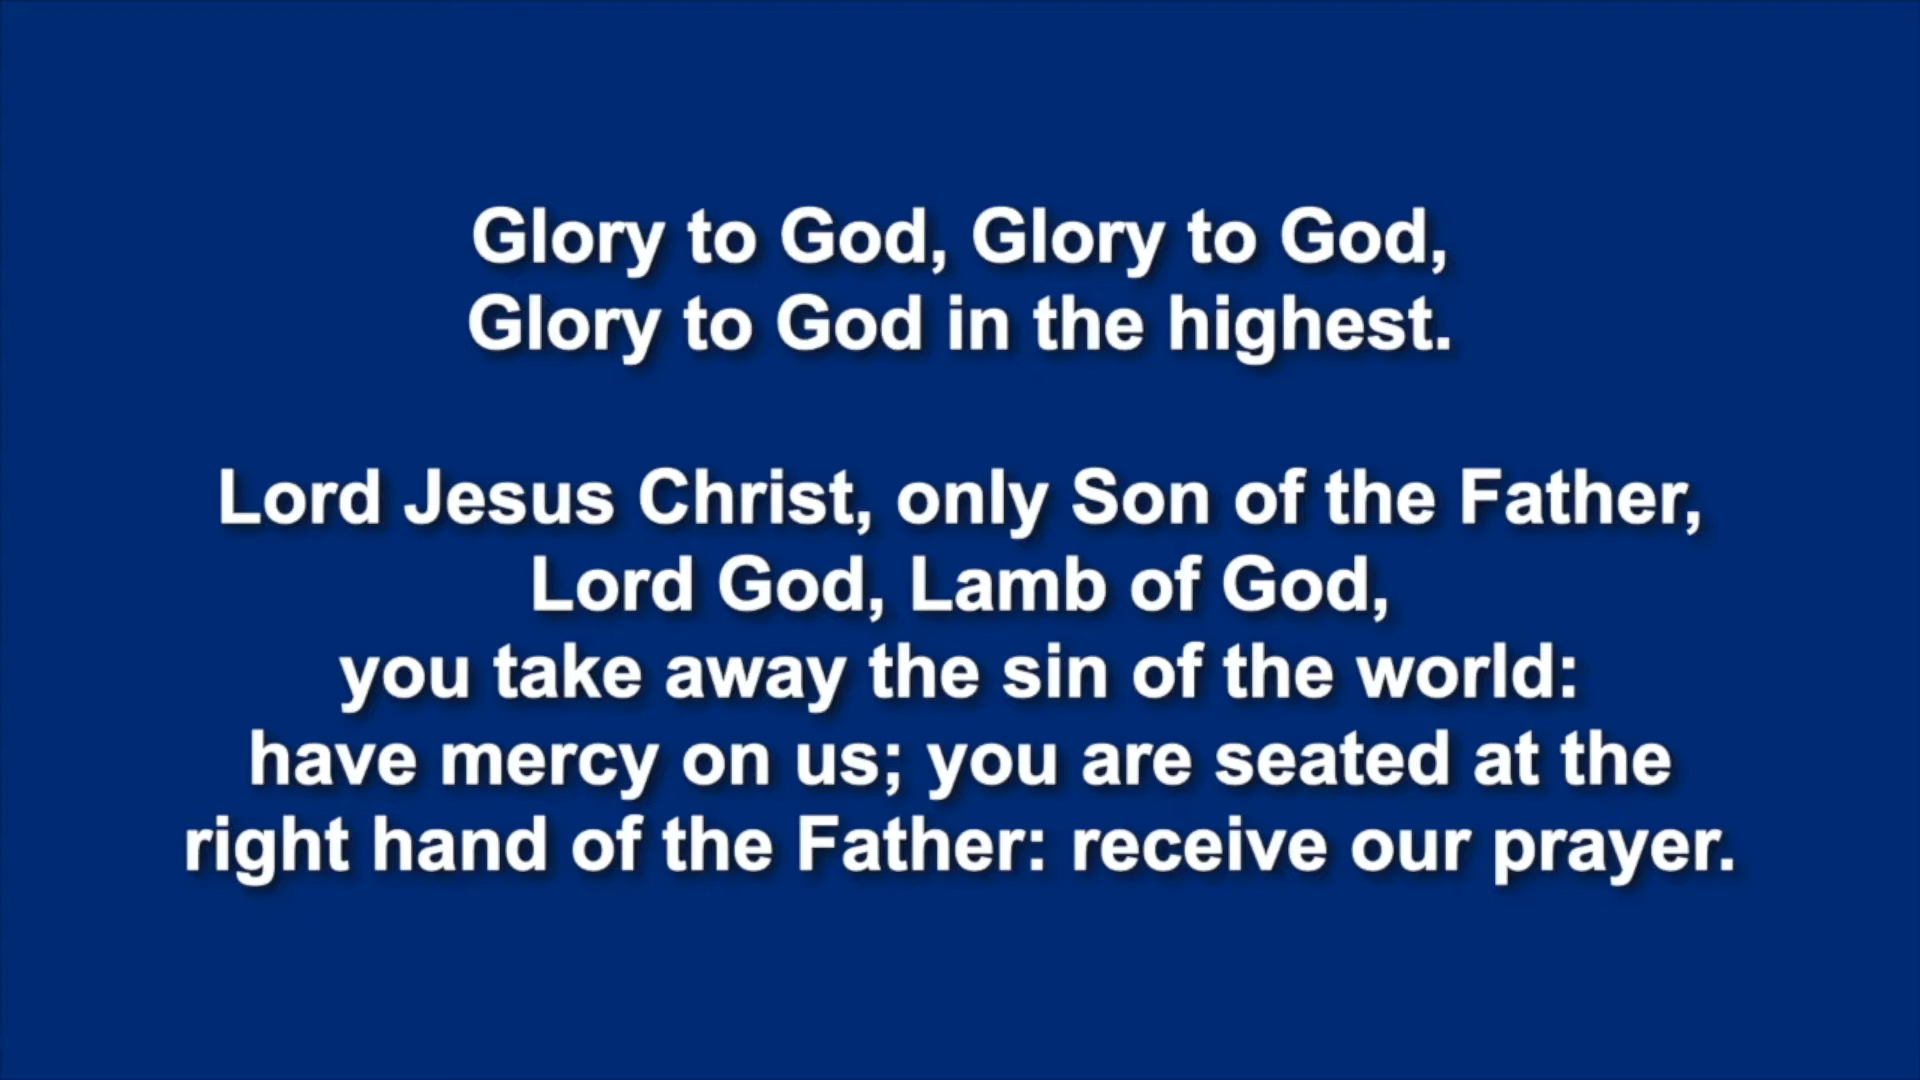 Glory to God, Glory to God,
Glory to God in the highest.
Lord Jesus Christ, only Son of the Father,
Lord God, Lamb of God,
you take away the sin of the world:
have mercy on us; you are seated at the
right hand of the Father: receive our prayer.